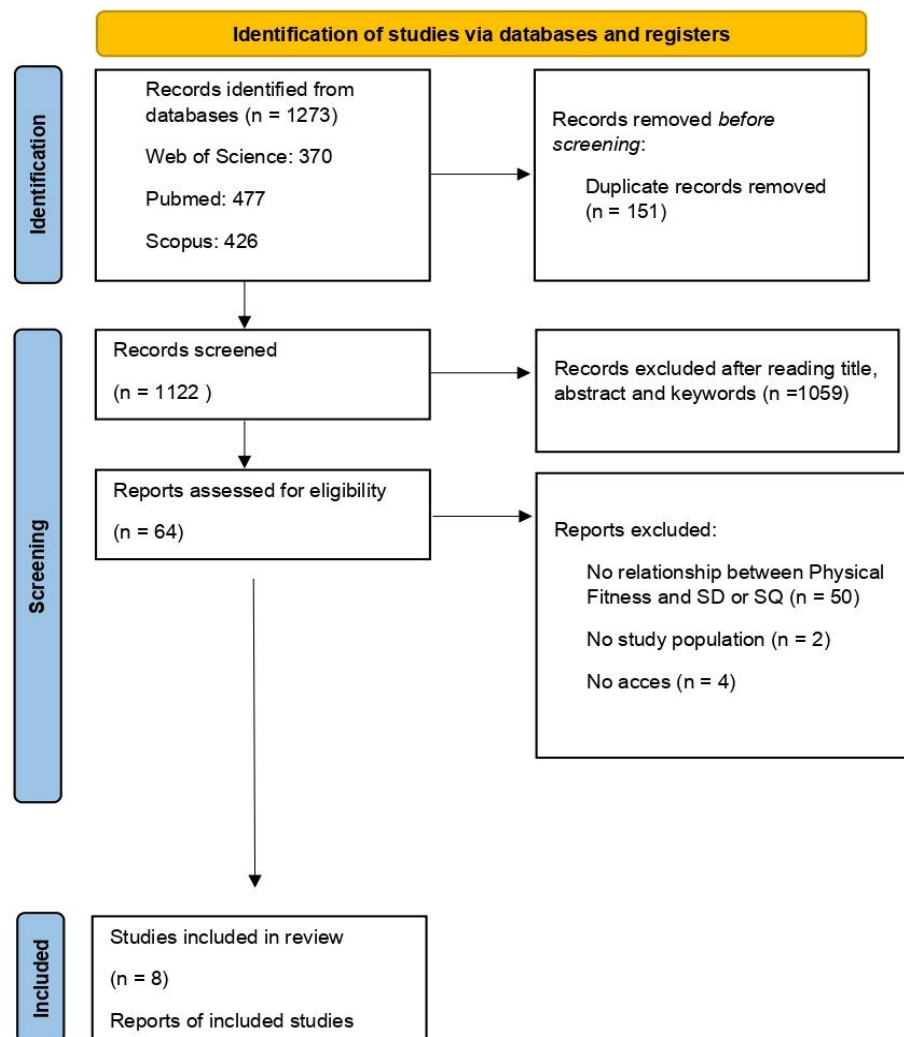 Identification of studies via databases and registers
Identification
Records identified from
databases (n = 1273)
Web of Science: 370
Pubmed: 477
Scopus: 426
Records removed before
screening:
Duplicate records removed
(n = 151)
Screening
Records screened
(n = 1122 )
Records excluded after reading title,
abstract and keywords (n =1059)
Reports assessed for eligibility
(n = 64)
Reports excluded:
No relationship between Physical
Fitness and SD or SQ (n = 50)
No study population (n = 2)
No acces (n = 4)
Included
Studies included in review
(n = 8)
Reports of included studies